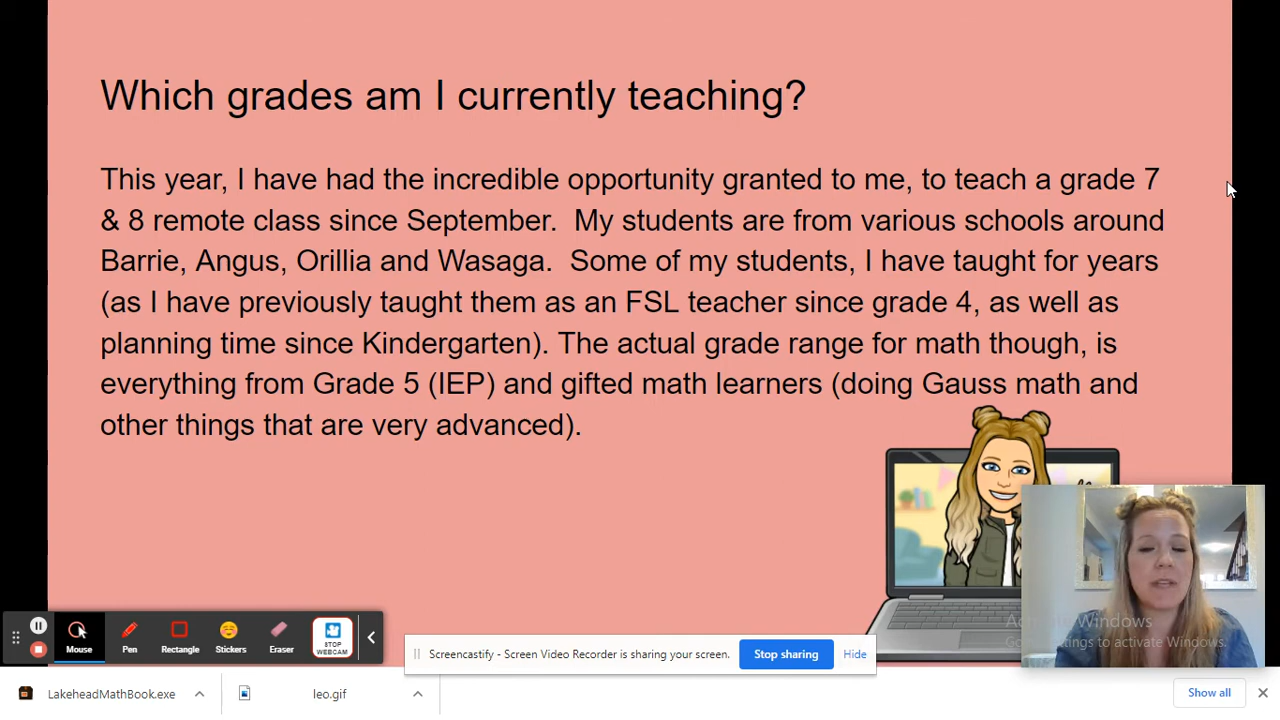 Which grades am I currently teaching?
This year, I have had the incredible opportunity granted to me, to teach a grade 7
& 8 remote class since September.  My students are from various schools around
Barrie, Angus, Orillia and Wasaga.  Some of my students, I have taught for years
(as I have previously taught them as an FSL teacher since grade 4, as well as
planning time since Kindergarten). The actual grade range for math though, is
everything from Grade 5 (IEP) and gifted math learners (doing Gauss math and
other things that are very advanced).
Activate Windows
Go to Settings to activate Windows.
Mouse
Pen
Rectangle
Stickers
Eraser
STOP
WEBCAM
Screencastify - Screen Video Recorder is sharing your screen.
Stop sharing
Hide
LakeheadMathBook.exe
leo.gif
Show all